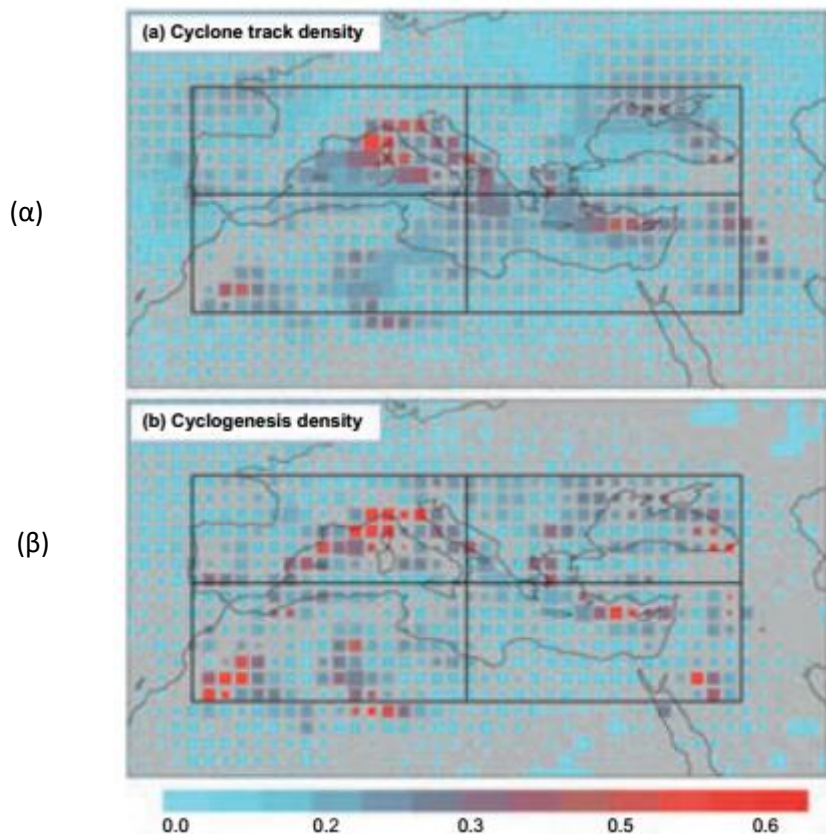 (a) Cyclone track density
(α)
(b) Cyclogenesis density
(β)
0.0 0.2 0.3 0.5 0.6